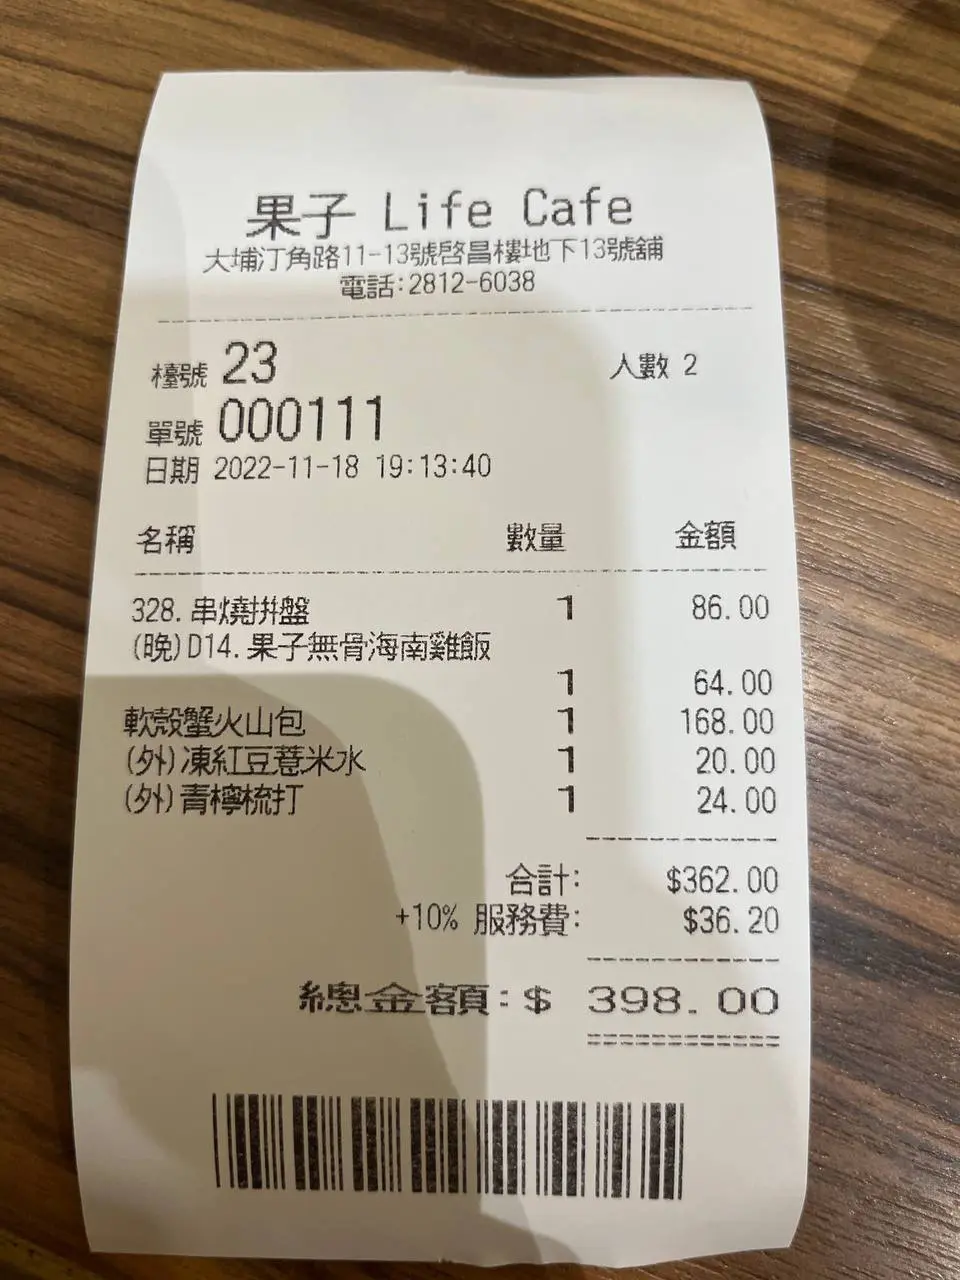 果子 Life Cafe
大埔汀角路11-13號啓昌樓地下13號舖
電話:2812-6038
檯號 23 人數 2
單號 000111
日期 2022-11-18 19:13:40
名稱 數量 金額
328. 串燒拼盤 1 86.00
(晚)D14. 果子無骨海南雞飯
1 64.00
軟殼蟹火山包 1 168.00
(外)凍紅豆薏米水 1 20.00
(外)青檸梳打 1 24.00
合計: $362.00
+10% 服務費: $36.20
總金額:$ 398.00